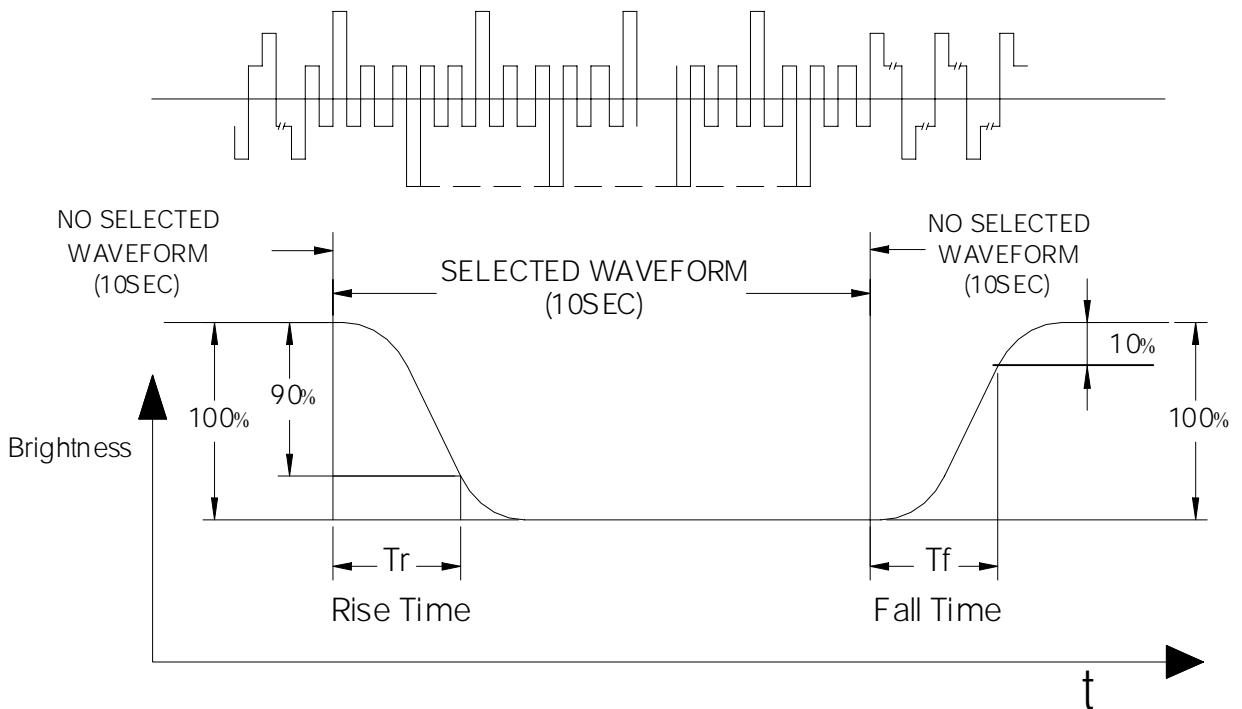 NO SELECTED
WAVEFORM
(10SEC)
SELECTED WAVEFORM
(10SEC)
NO SELECTED
WAVEFORM
(10SEC)
100%
90%
10%
100%
Brightness
Tr
Rise Time
Tf
Fall Time
t